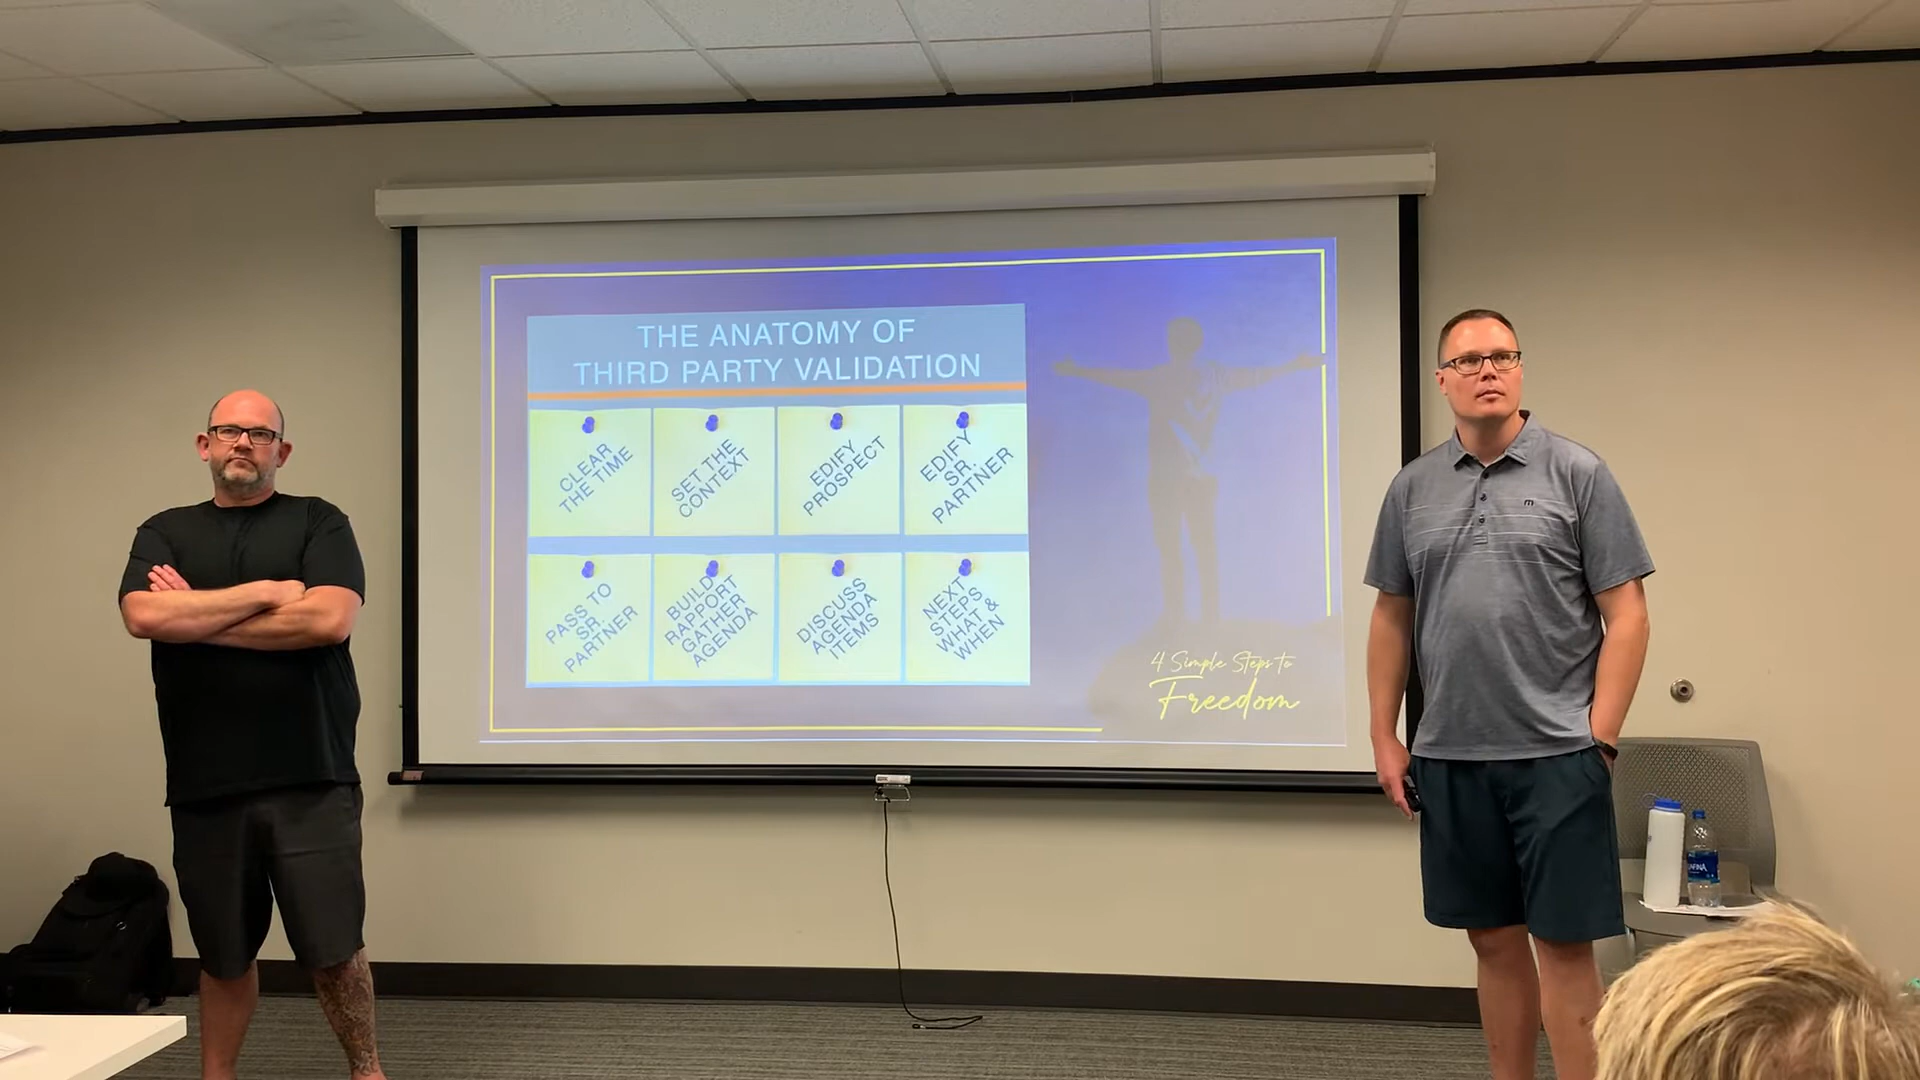 THE ANATOMY OF
THIRD PARTY VALIDATION
CLEAR
THE TIME
SET THE
CONTEXT
EDIFY
PROSPECT
EDIFY
SR.
PARTNER
PASS TO
SR.
PARTNER
BUILD
RAPPORT
GATHER
AGENDA
DISCUSS
AGENDA
ITEMS
NEXT
STEPS
WHAT &
WHEN
4 Simple Steps to
Freedom
m